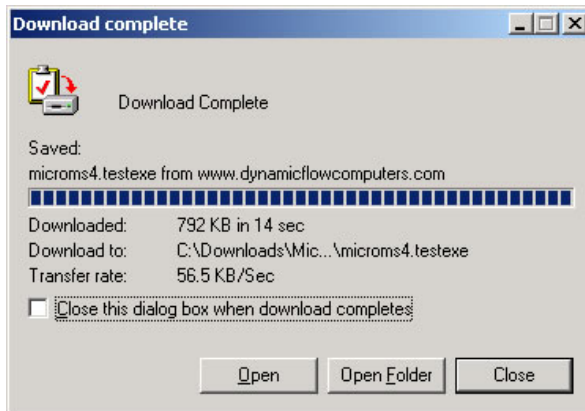 Download complete
Download Complete
Saved:
microms4.testexe from www.dynamicflowcomputers.com
Downloaded: 792 KB in 14 sec
Download to: C:\Downloads\Mic...\microms4.testexe
Transfer rate: 56.5 KB/Sec
Close this dialog box when download completes
Open Open Folder Close